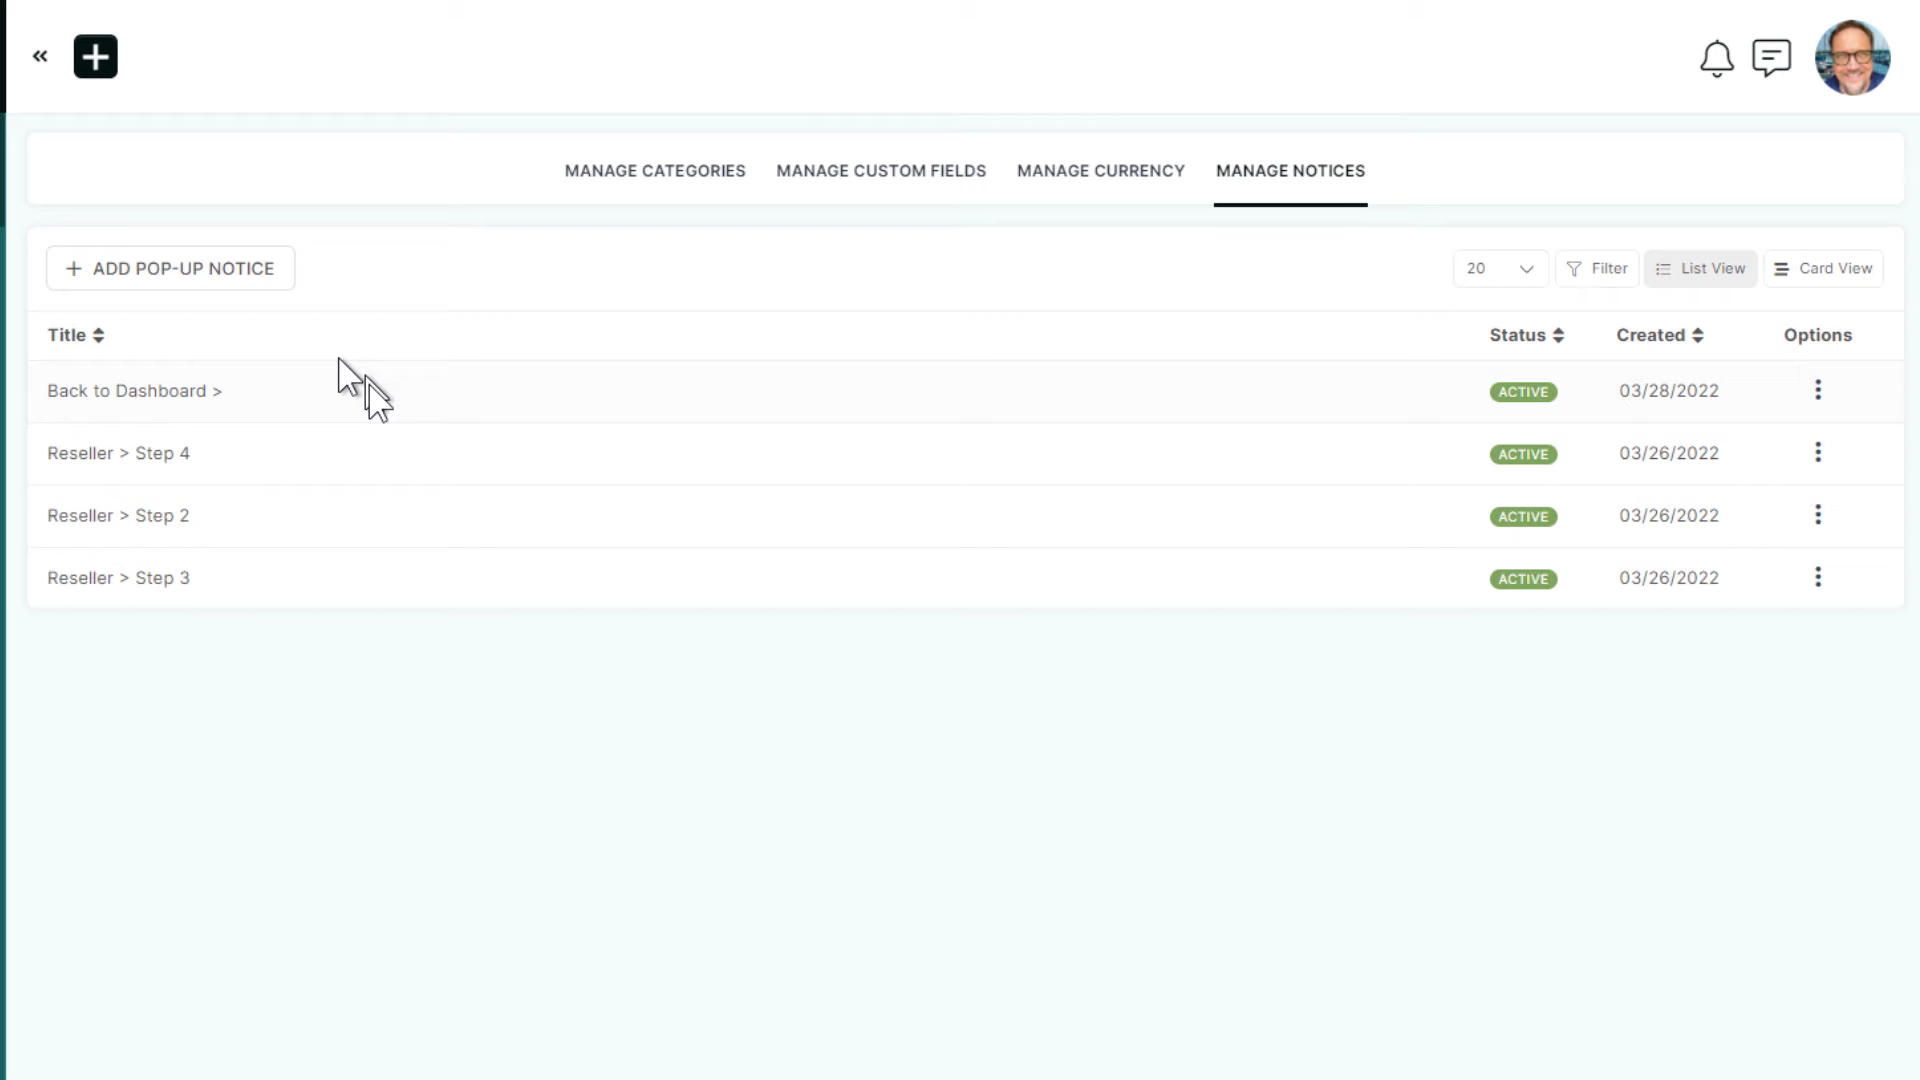 MANAGE CATEGORIES MANAGE CUSTOM FIELDS MANAGE CURRENCY MANAGE NOTICES
+ ADD POP-UP NOTICE 20 Filter List View Card View
Title Status Created Options
Back to Dashboard > ACTIVE 03/28/2022
Reseller > Step 4 ACTIVE 03/26/2022
Reseller > Step 2 ACTIVE 03/26/2022
Reseller > Step 3 ACTIVE 03/26/2022